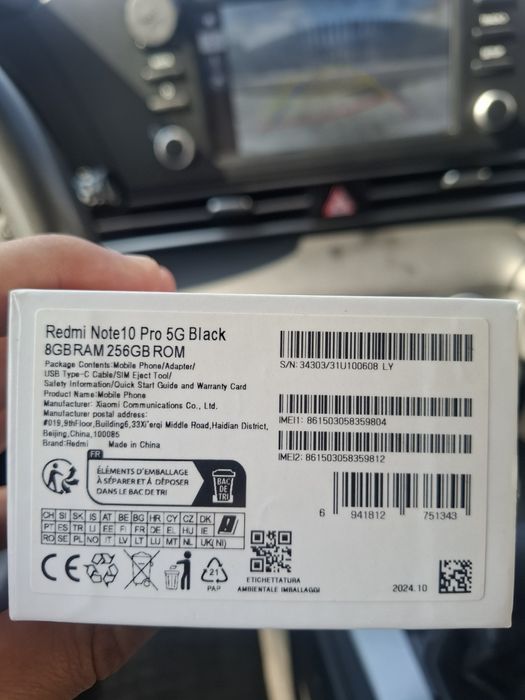 Redmi Note10 Pro 5G Black
8GBRAM 256GBROM
Package Contents:Mobile Phone/Adapter/
USB Type-C Cable/SIM Eject Tool/
Safety Information/Quick Start Guide and Warranty Card
Product Name:Mobile Phone
Manufacturer: Xiaomi Communications Co., Ltd.
Manufacturer postal address:
#019,9thFloor,Building6,33Xi'erqi Middle Road,Haidian District,
Beijing,China,100085
Brand:Redmi Made in China
S/N: 34303/31U100608 LY
IMEI1: 861503058359804
IMEI2: 861503058359812
6 941812 751343
FR
ÉLÉMENTS D'EMBALLAGE
À SÉPARER ET À DÉPOSER
DANS LE BAC DE TRI
BAC
DE
TRI
CH SI SK IS AT BE BG HR CY CZ DK
PT ES TR LI EE FI FR DE EL HU IE
RO SE PL NO IT LV LT LU MT NL UK(NI)
CE
21
PAP
ETICHETTATURA
AMBIENTALE IMBALLAGGI
2024.10